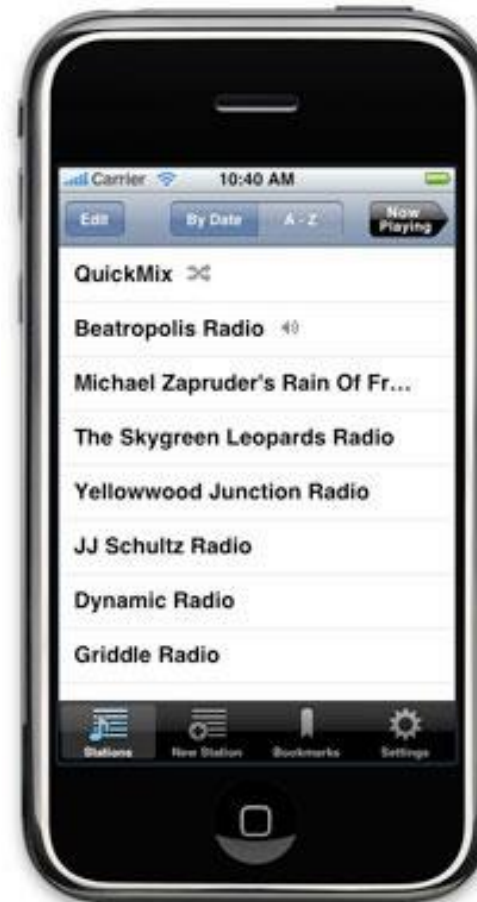 Carrier 10:40 AM
Edit By Date A - Z Now Playing
QuickMix
Beatropolis Radio
Michael Zapruder's Rain Of Fr...
The Skygreen Leopards Radio
Yellowwood Junction Radio
JJ Schultz Radio
Dynamic Radio
Griddle Radio
Stations New Station Bookmarks Settings